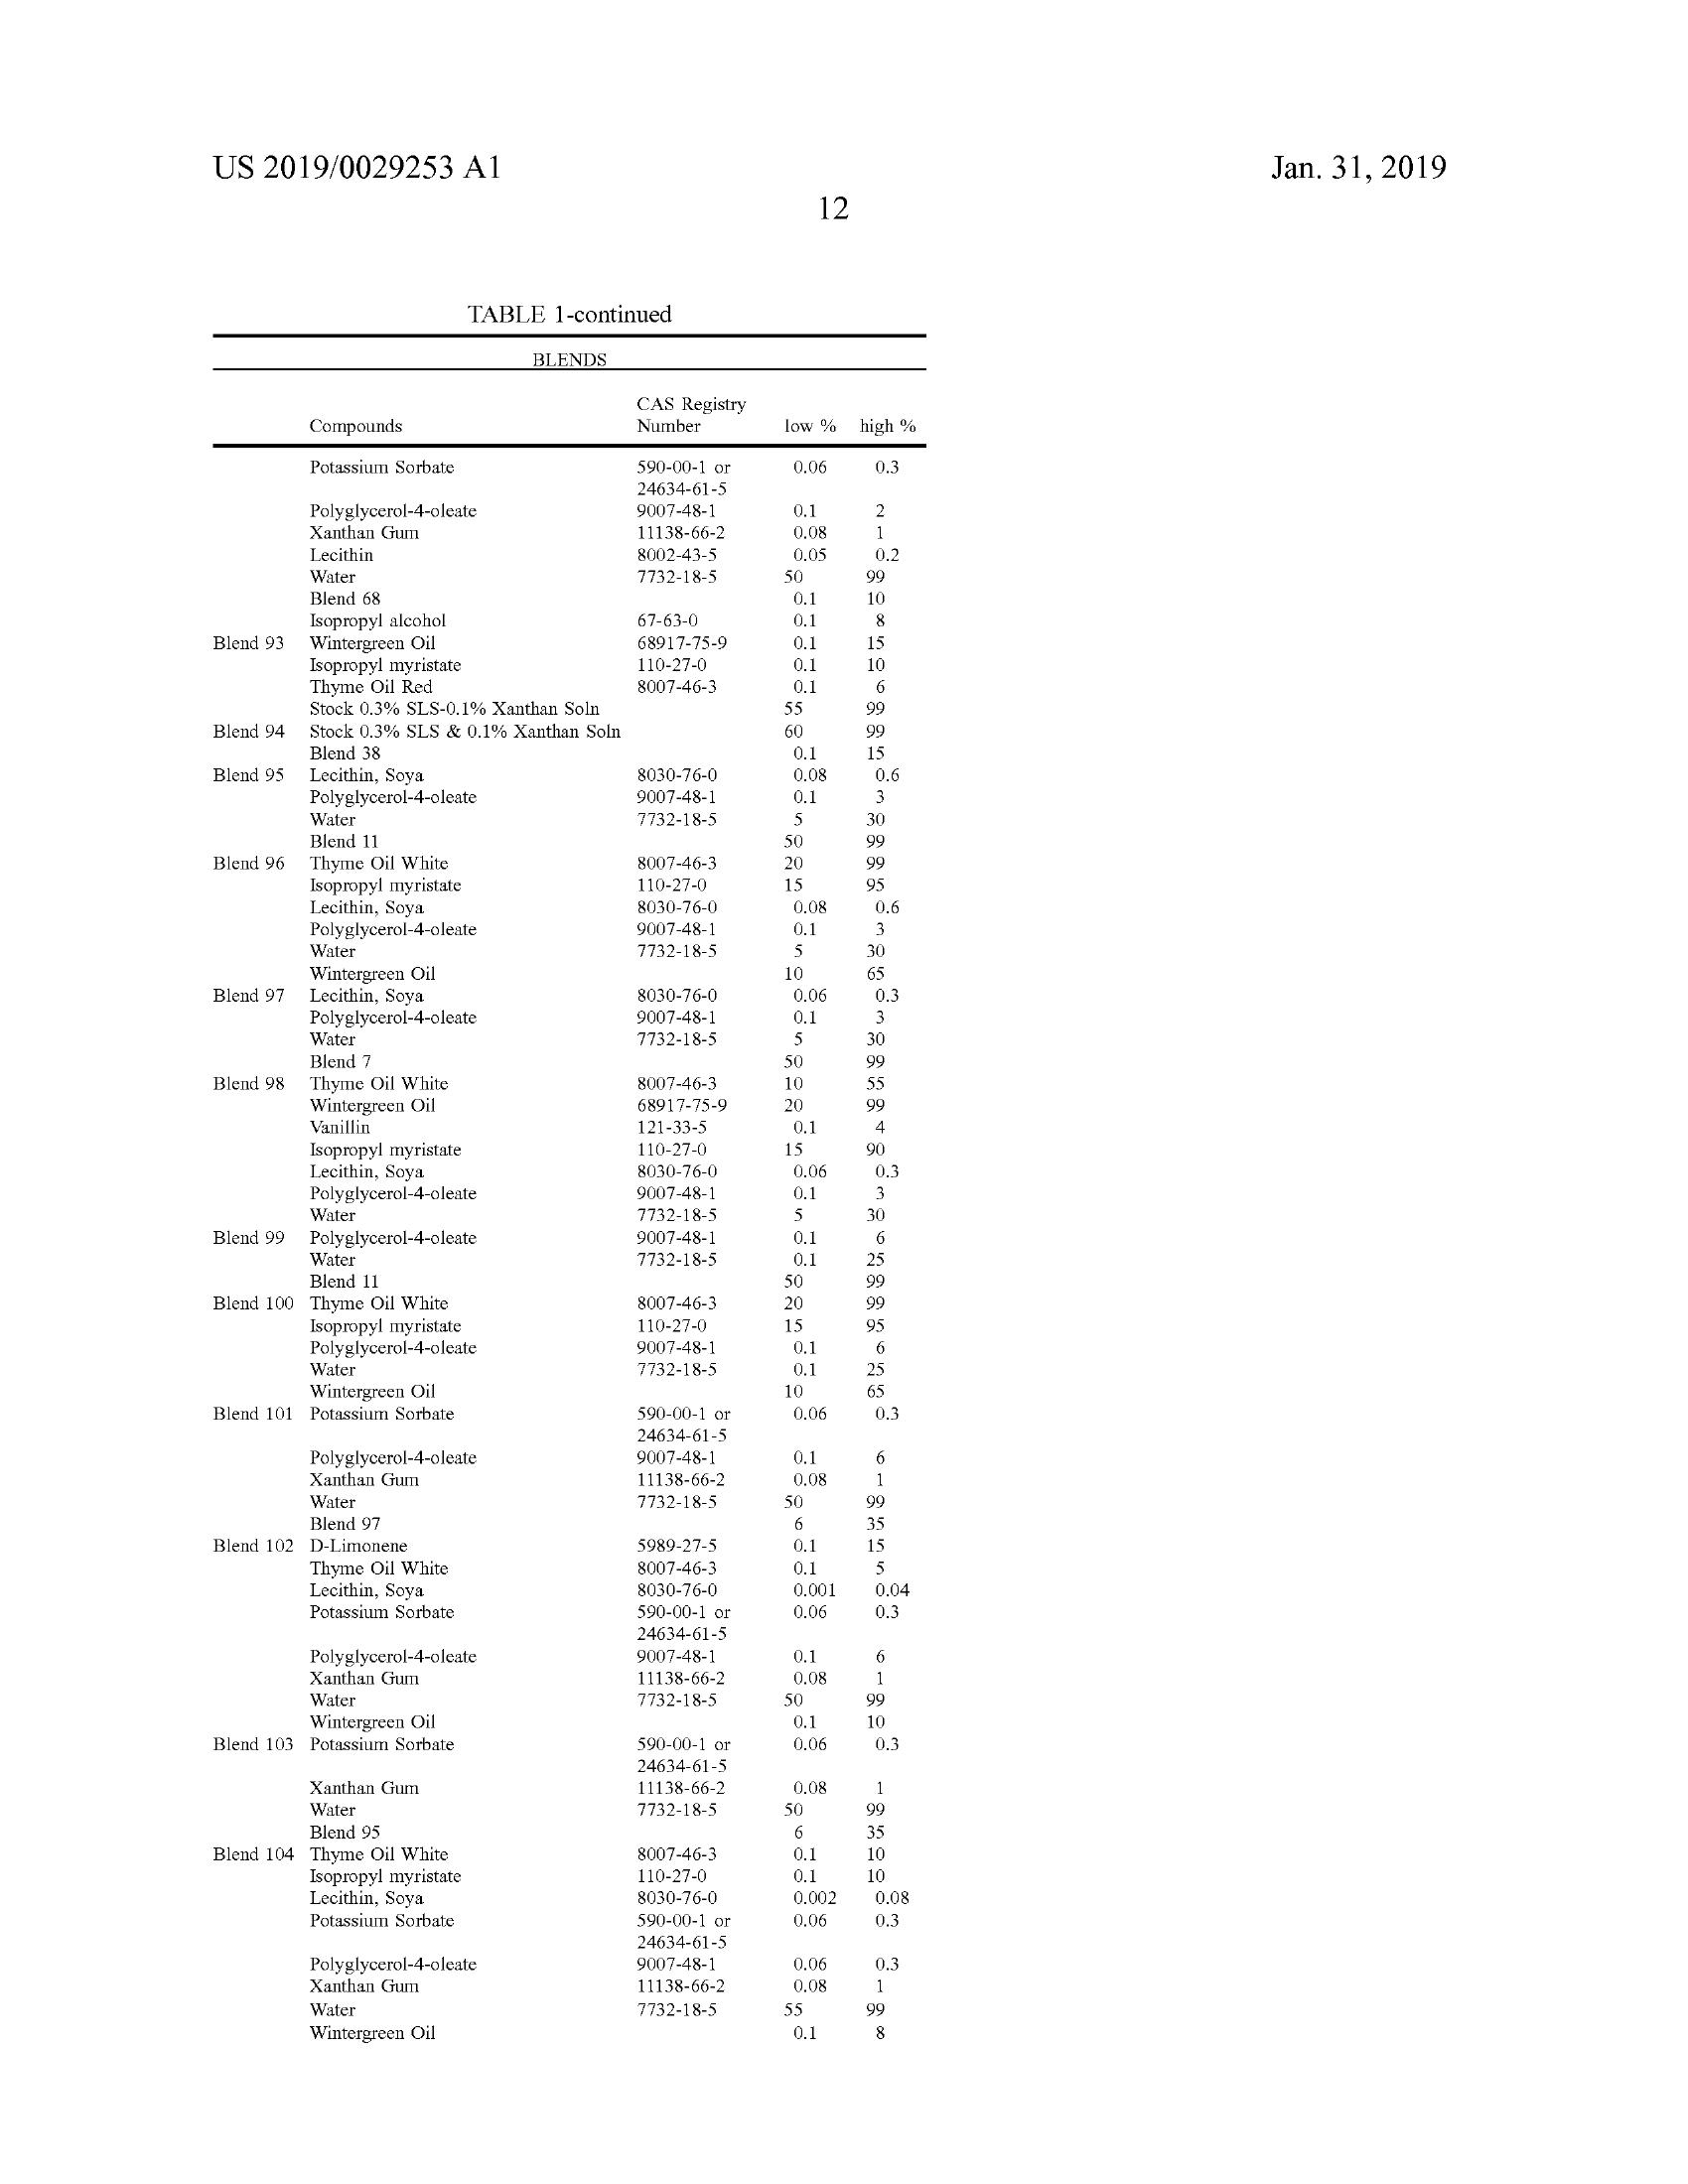 US 2019/0029253 A1 Jan. 31, 2019
12
TABLE 1-continued
BLENDS
CAS Registry
Compounds Number low % high %
Potassium Sorbate 590-00-1 or 0.06 0.3
24634-61-5
Polyglycerol-4-oleate 9007-48-1 0.1 2
Xanthan Gum 11138-66-2 0.08 1
Lecithin 8002-43-5 0.05 0.2
Water 7732-18-5 50 99
Blend 68 0.1 10
Isopropyl alcohol 67-63-0 0.1 8
Blend 93 Wintergreen Oil 68917-75-9 0.1 15
Isopropyl myristate 110-27-0 0.1 10
Thyme Oil Red 8007-46-3 0.1 6
Stock 0.3% SLS-0.1% Xanthan Soln 55 99
Blend 94 Stock 0.3% SLS & 0.1% Xanthan Soln 60 99
Blend 38 0.1 15
Blend 95 Lecithin, Soya 8030-76-0 0.08 0.6
Polyglycerol-4-oleate 9007-48-1 0.1 3
Water 7732-18-5 5 30
Blend 11 50 99
Blend 96 Thyme Oil White 8007-46-3 20 99
Isopropyl myristate 110-27-0 15 95
Lecithin, Soya 8030-76-0 0.08 0.6
Polyglycerol-4-oleate 9007-48-1 0.1 3
Water 7732-18-5 5 30
Wintergreen Oil 10 65
Blend 97 Lecithin, Soya 8030-76-0 0.06 0.3
Polyglycerol-4-oleate 9007-48-1 0.1 3
Water 7732-18-5 5 30
Blend 7 50 99
Blend 98 Thyme Oil White 8007-46-3 10 55
Wintergreen Oil 68917-75-9 20 99
Vanillin 121-33-5 0.1 4
Isopropyl myristate 110-27-0 15 90
Lecithin, Soya 8030-76-0 0.06 0.3
Polyglycerol-4-oleate 9007-48-1 0.1 3
Water 7732-18-5 5 30
Blend 99 Polyglycerol-4-oleate 9007-48-1 0.1 6
Water 7732-18-5 0.1 25
Blend 11 50 99
Blend 100 Thyme Oil White 8007-46-3 20 99
Isopropyl myristate 110-27-0 15 95
Polyglycerol-4-oleate 9007-48-1 0.1 6
Water 7732-18-5 0.1 25
Wintergreen Oil 10 65
Blend 101 Potassium Sorbate 590-00-1 or 0.06 0.3
24634-61-5
Polyglycerol-4-oleate 9007-48-1 0.1 6
Xanthan Gum 11138-66-2 0.08 1
Water 7732-18-5 50 99
Blend 97 6 35
Blend 102 D-Limonene 5989-27-5 0.1 15
Thyme Oil White 8007-46-3 0.1 5
Lecithin, Soya 8030-76-0 0.001 0.04
Potassium Sorbate 590-00-1 or 0.06 0.3
24634-61-5
Polyglycerol-4-oleate 9007-48-1 0.1 6
Xanthan Gum 11138-66-2 0.08 1
Water 7732-18-5 50 99
Wintergreen Oil 0.1 10
Blend 103 Potassium Sorbate 590-00-1 or 0.06 0.3
24634-61-5
Xanthan Gum 11138-66-2 0.08 1
Water 7732-18-5 50 99
Blend 95 6 35
Blend 104 Thyme Oil White 8007-46-3 0.1 10
Isopropyl myristate 110-27-0 0.1 10
Lecithin, Soya 8030-76-0 0.002 0.08
Potassium Sorbate 590-00-1 or 0.06 0.3
24634-61-5
Polyglycerol-4-oleate 9007-48-1 0.06 0.3
Xanthan Gum 11138-66-2 0.08 1
Water 7732-18-5 55 99
Wintergreen Oil 0.1 8